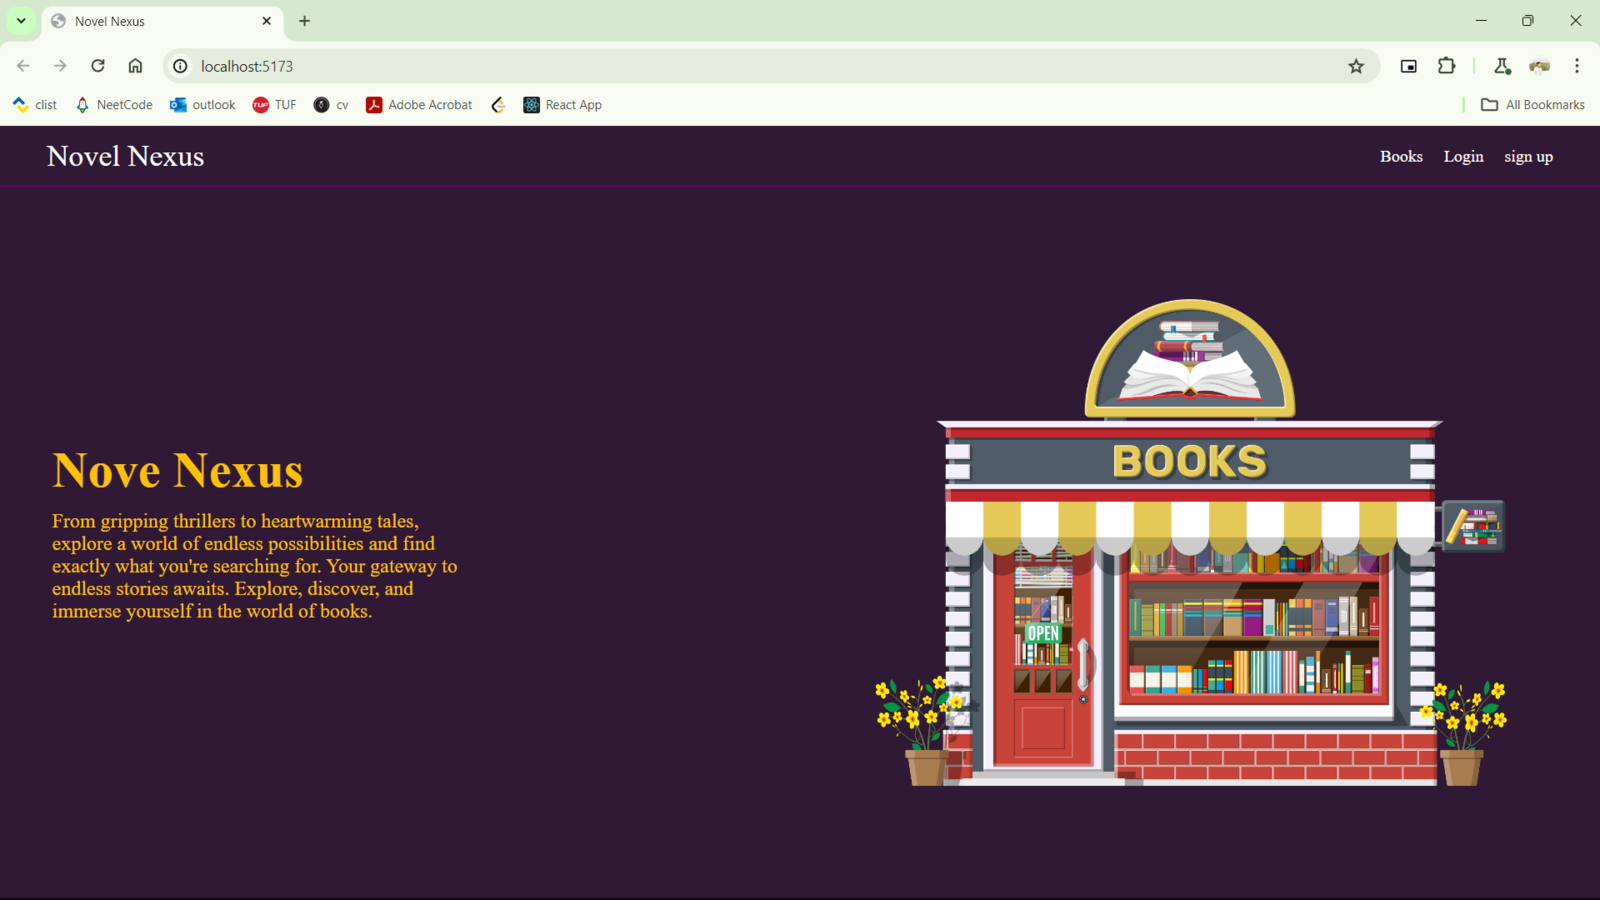 Novel Nexus
localhost:5173
clist NeetCode outlook TUF cv Adobe Acrobat React App All Bookmarks
Novel Nexus Books Login sign up
BOOKS
OPEN
Nove Nexus
From gripping thrillers to heartwarming tales,
explore a world of endless possibilities and find
exactly what you're searching for. Your gateway to
endless stories awaits. Explore, discover, and
immerse yourself in the world of books.